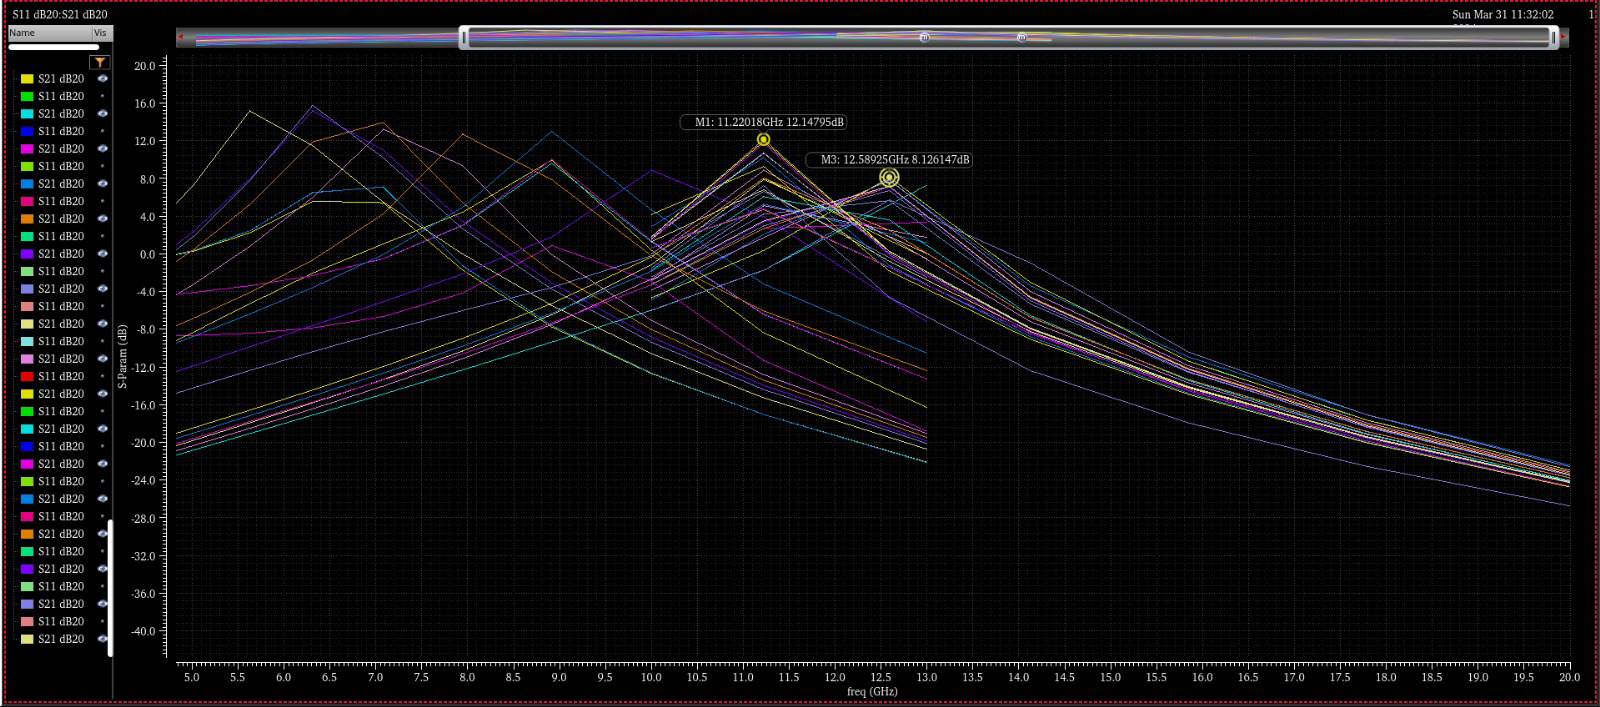 S11 dB20:S21 dB20
Sun Mar 31 11:32:02 1
Name Vis
S21 dB20
S11 dB20
S21 dB20
S11 dB20
S21 dB20
S11 dB20
S21 dB20
S11 dB20
S21 dB20
S11 dB20
S21 dB20
S11 dB20
S21 dB20
S11 dB20
S21 dB20
S11 dB20
S21 dB20
S11 dB20
S21 dB20
S11 dB20
S21 dB20
S11 dB20
S21 dB20
S11 dB20
S21 dB20
S11 dB20
S21 dB20
S11 dB20
S21 dB20
S11 dB20
S21 dB20
S11 dB20
S21 dB20
S-Param (dB)
20.0
16.0
12.0
8.0
4.0
0.0
-4.0
-8.0
-12.0
-16.0
-20.0
-24.0
-28.0
-32.0
-36.0
-40.0
M1: 11.22018GHz 12.14795dB
M3: 12.58925GHz 8.126147dB
5.0 5.5 6.0 6.5 7.0 7.5 8.0 8.5 9.0 9.5 10.0 10.5 11.0 11.5 12.0 12.5 13.0 13.5 14.0 14.5 15.0 15.5 16.0 16.5 17.0 17.5 18.0 18.5 19.0 19.5 20.0
freq (GHz)